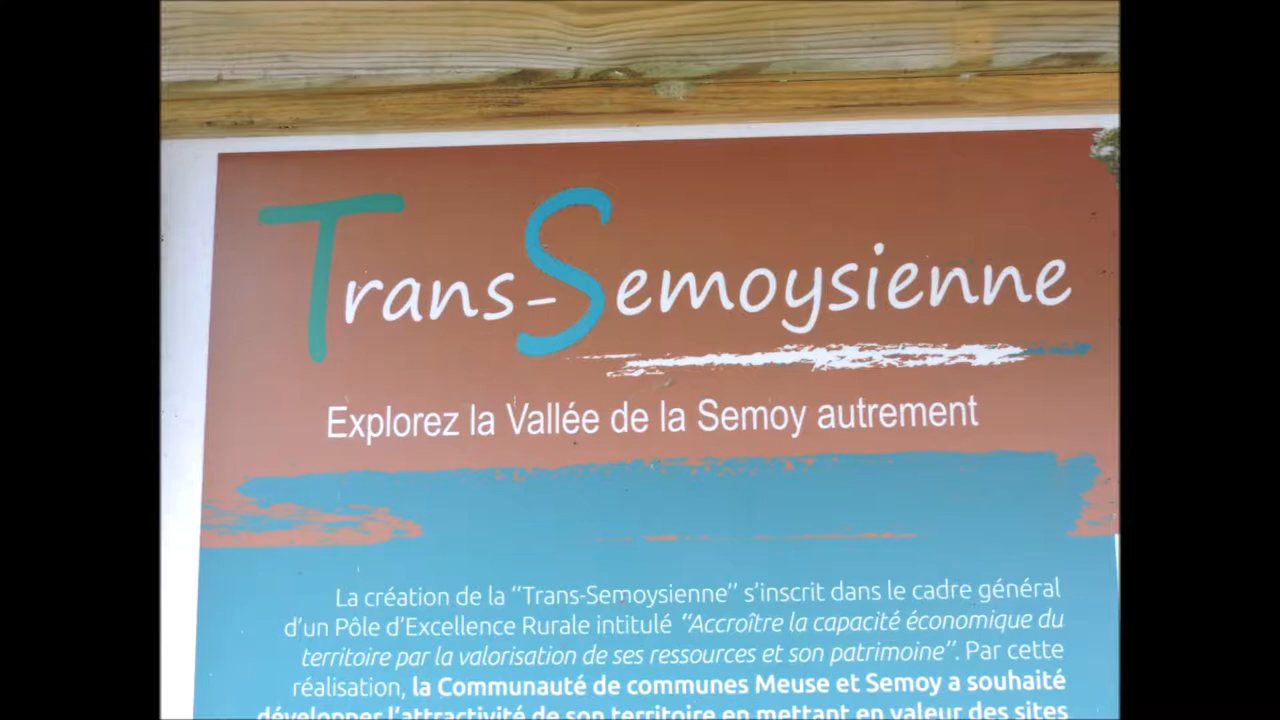 Trans-Semoysienne
Explorez la Vallée de la Semoy autrement
La création de la “Trans-Semoysienne” s’inscrit dans le cadre général
d’un Pôle d’Excellence Rurale intitulé “Accroître la capacité économique du
territoire par la valorisation de ses ressources et son patrimoine”. Par cette
réalisation, la Communauté de communes Meuse et Semoy a souhaité
développer l’attractivité de son territoire en mettant en valeur des sites